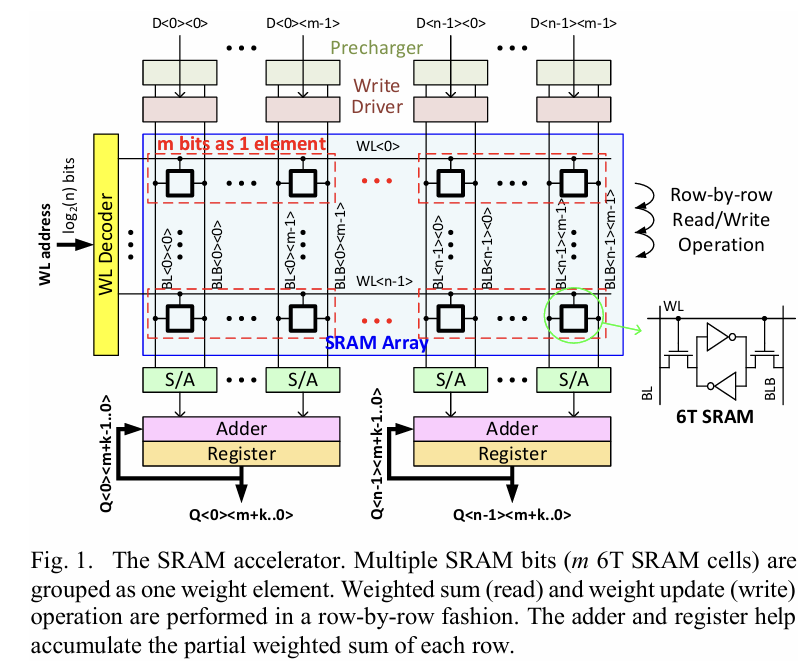 D<0><0>
D<0><m-1>
D<n-1><0>
D<n-1><m-1>
Precharger
Write
Driver
m bits as 1 element
WL<0>
WL address
log₂(n) bits
WL Decoder
BL<0><0>
BLB<0><0>
BL<0><m-1>
BLB<0><m-1>
BL<n-1><0>
BLB<n-1><0>
BL<n-1><m-1>
BLB<n-1><m-1>
Row-by-row
Read/Write
Operation
WL<n-1>
SRAM Array
WL
BL
BLB
6T SRAM
S/A
S/A
S/A
S/A
Adder
Register
Adder
Register
Q<0><m+k-1..0>
Q<n-1><m+k-1..0>
Q<0><m+k..0>
Q<n-1><m+k..0>
Fig. 1. The SRAM accelerator. Multiple SRAM bits (m 6T SRAM cells) are
grouped as one weight element. Weighted sum (read) and weight update (write)
operation are performed in a row-by-row fashion. The adder and register help
accumulate the partial weighted sum of each row.